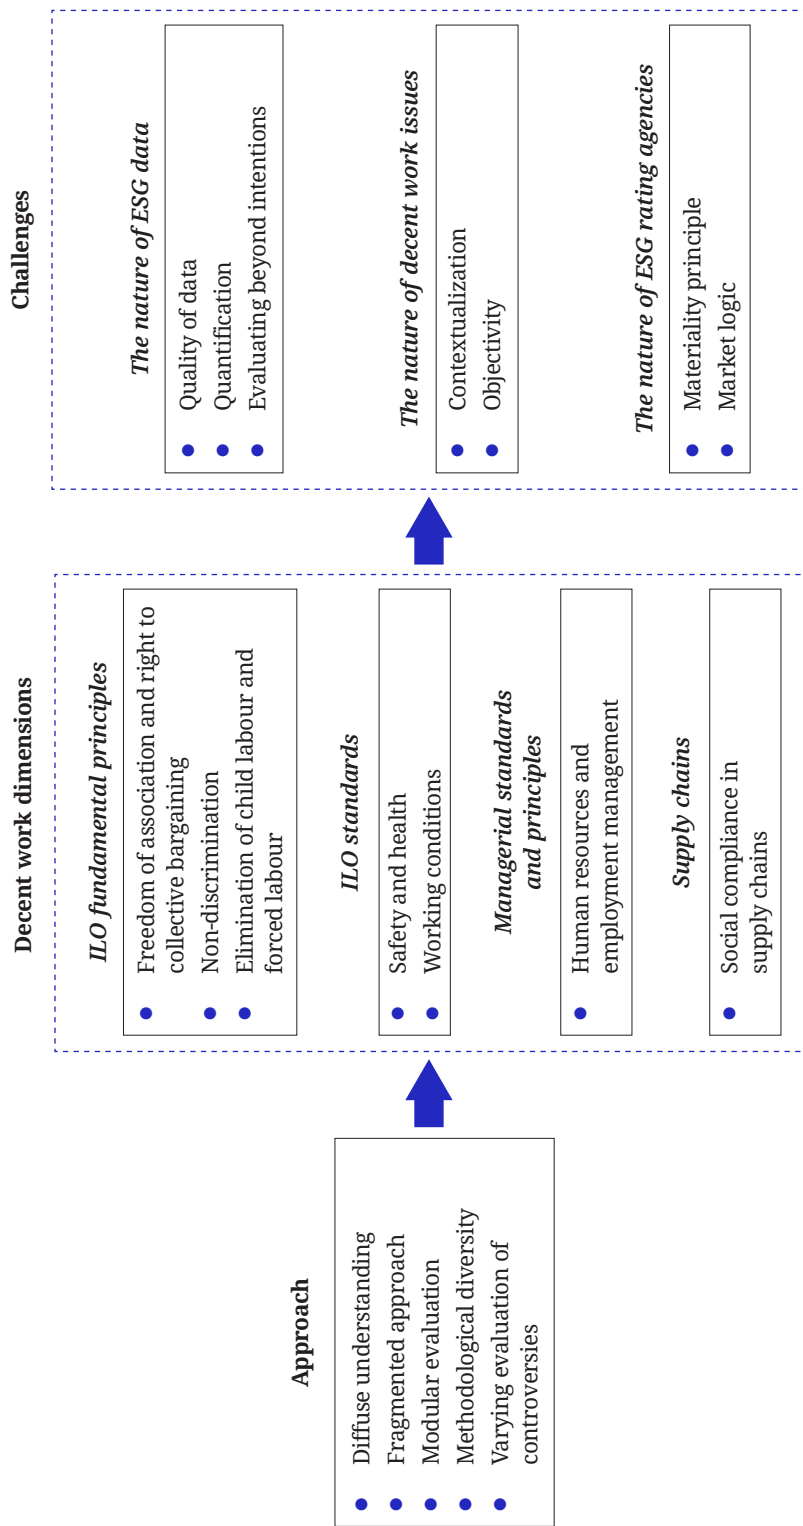 Approach
Diffuse understanding
Fragmented approach
Modular evaluation
Methodological diversity
Varying evaluation of
controversies
Decent work dimensions
ILO fundamental principles
Freedom of association and right to
collective bargaining
Non-discrimination
Elimination of child labour and
forced labour
ILO standards
Safety and health
Working conditions
Managerial standards
and principles
Human resources and
employment management
Supply chains
Social compliance in
supply chains
Challenges
The nature of ESG data
Quality of data
Quantification
Evaluating beyond intentions
The nature of decent work issues
Contextualization
Objectivity
The nature of ESG rating agencies
Materiality principle
Market logic